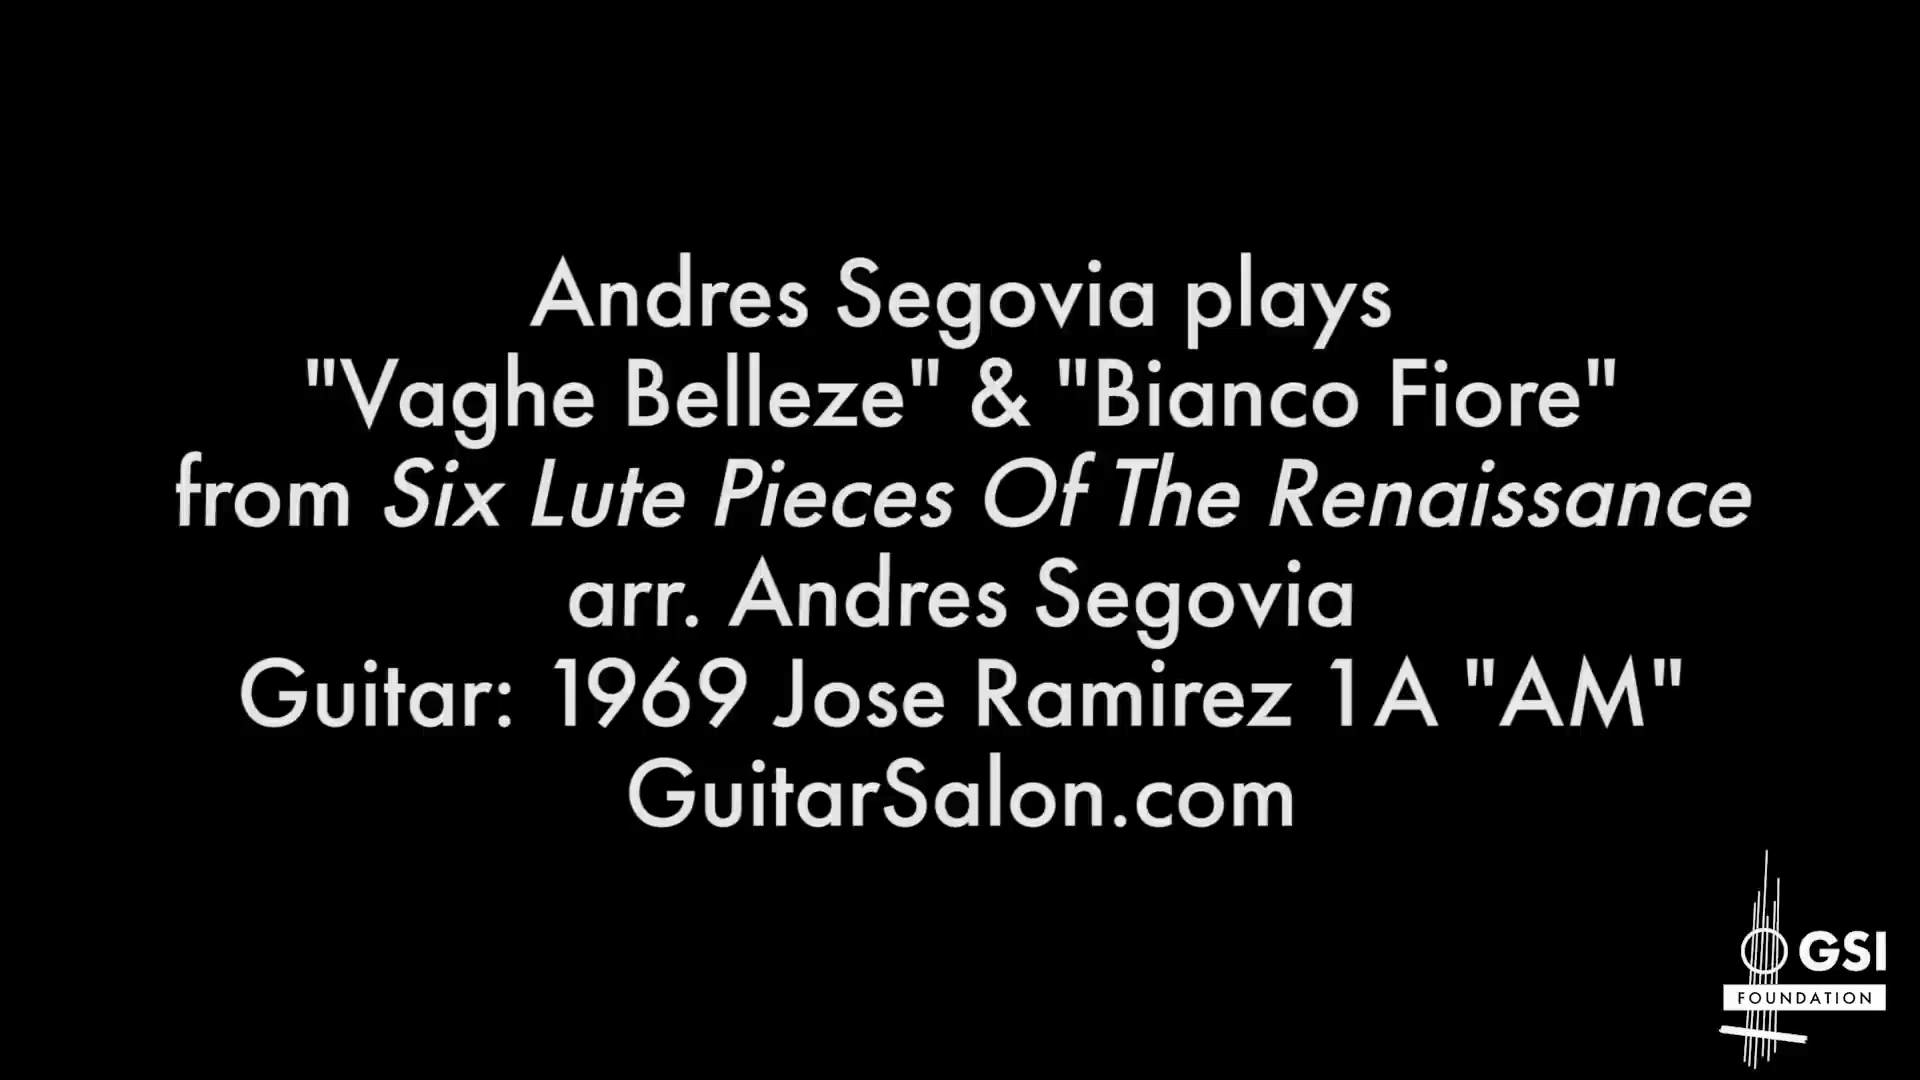 Andres Segovia plays
"Vaghe Belleze" & "Bianco Fiore"
from Six Lute Pieces Of The Renaissance
arr. Andres Segovia
Guitar: 1969 Jose Ramirez 1A "AM"
GuitarSalon.com
GSI
FOUNDATION